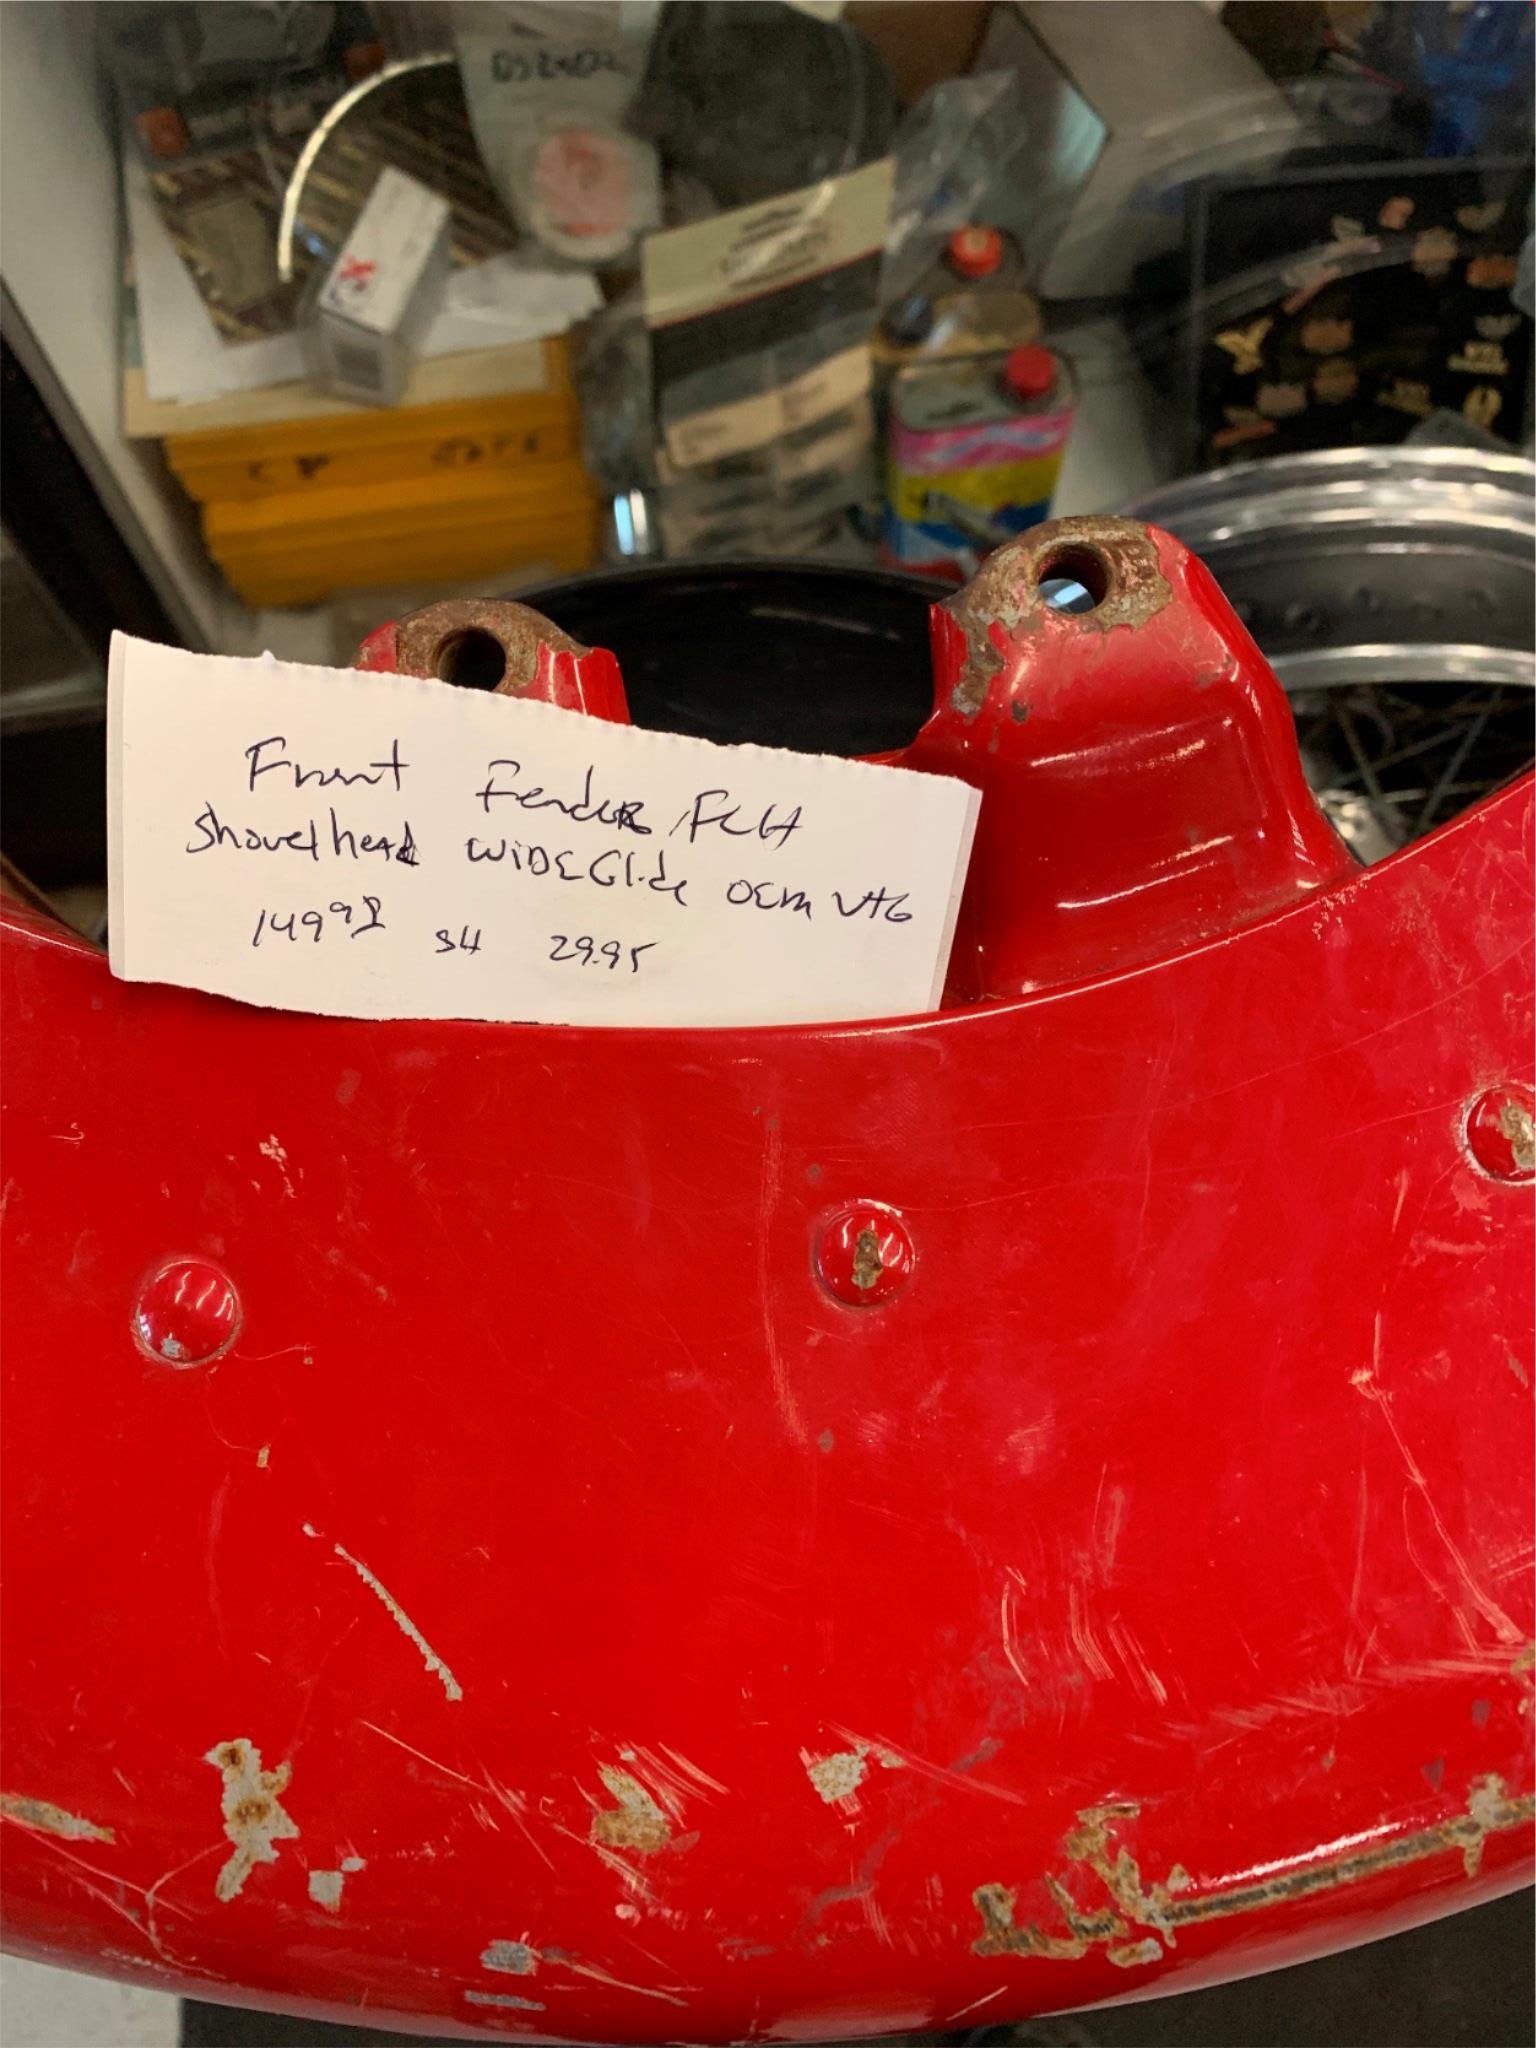 Front Fender FLH
Shovelhead WiDEGlide OEM VtG
149 95 SH 29.95